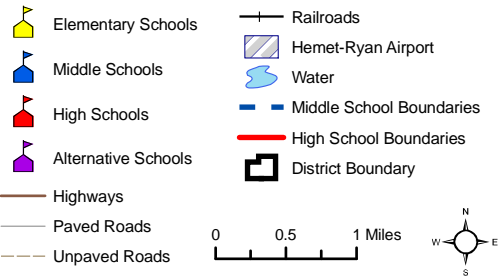 Elementary Schools
Middle Schools
High Schools
Alternative Schools
Highways
Paved Roads
Unpaved Roads
Railroads
Hemet-Ryan Airport
Water
Middle School Boundaries
High School Boundaries
District Boundary
0 0.5 1 Miles
N
W E
S